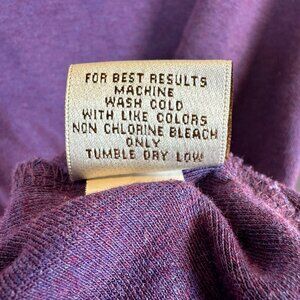 FOR BEST RESULTS
MACHINE
WASH COLD
WITH LIKE COLORS
NON CHLORINE BLEACH
ONLY
TUMBLE DRY LOW